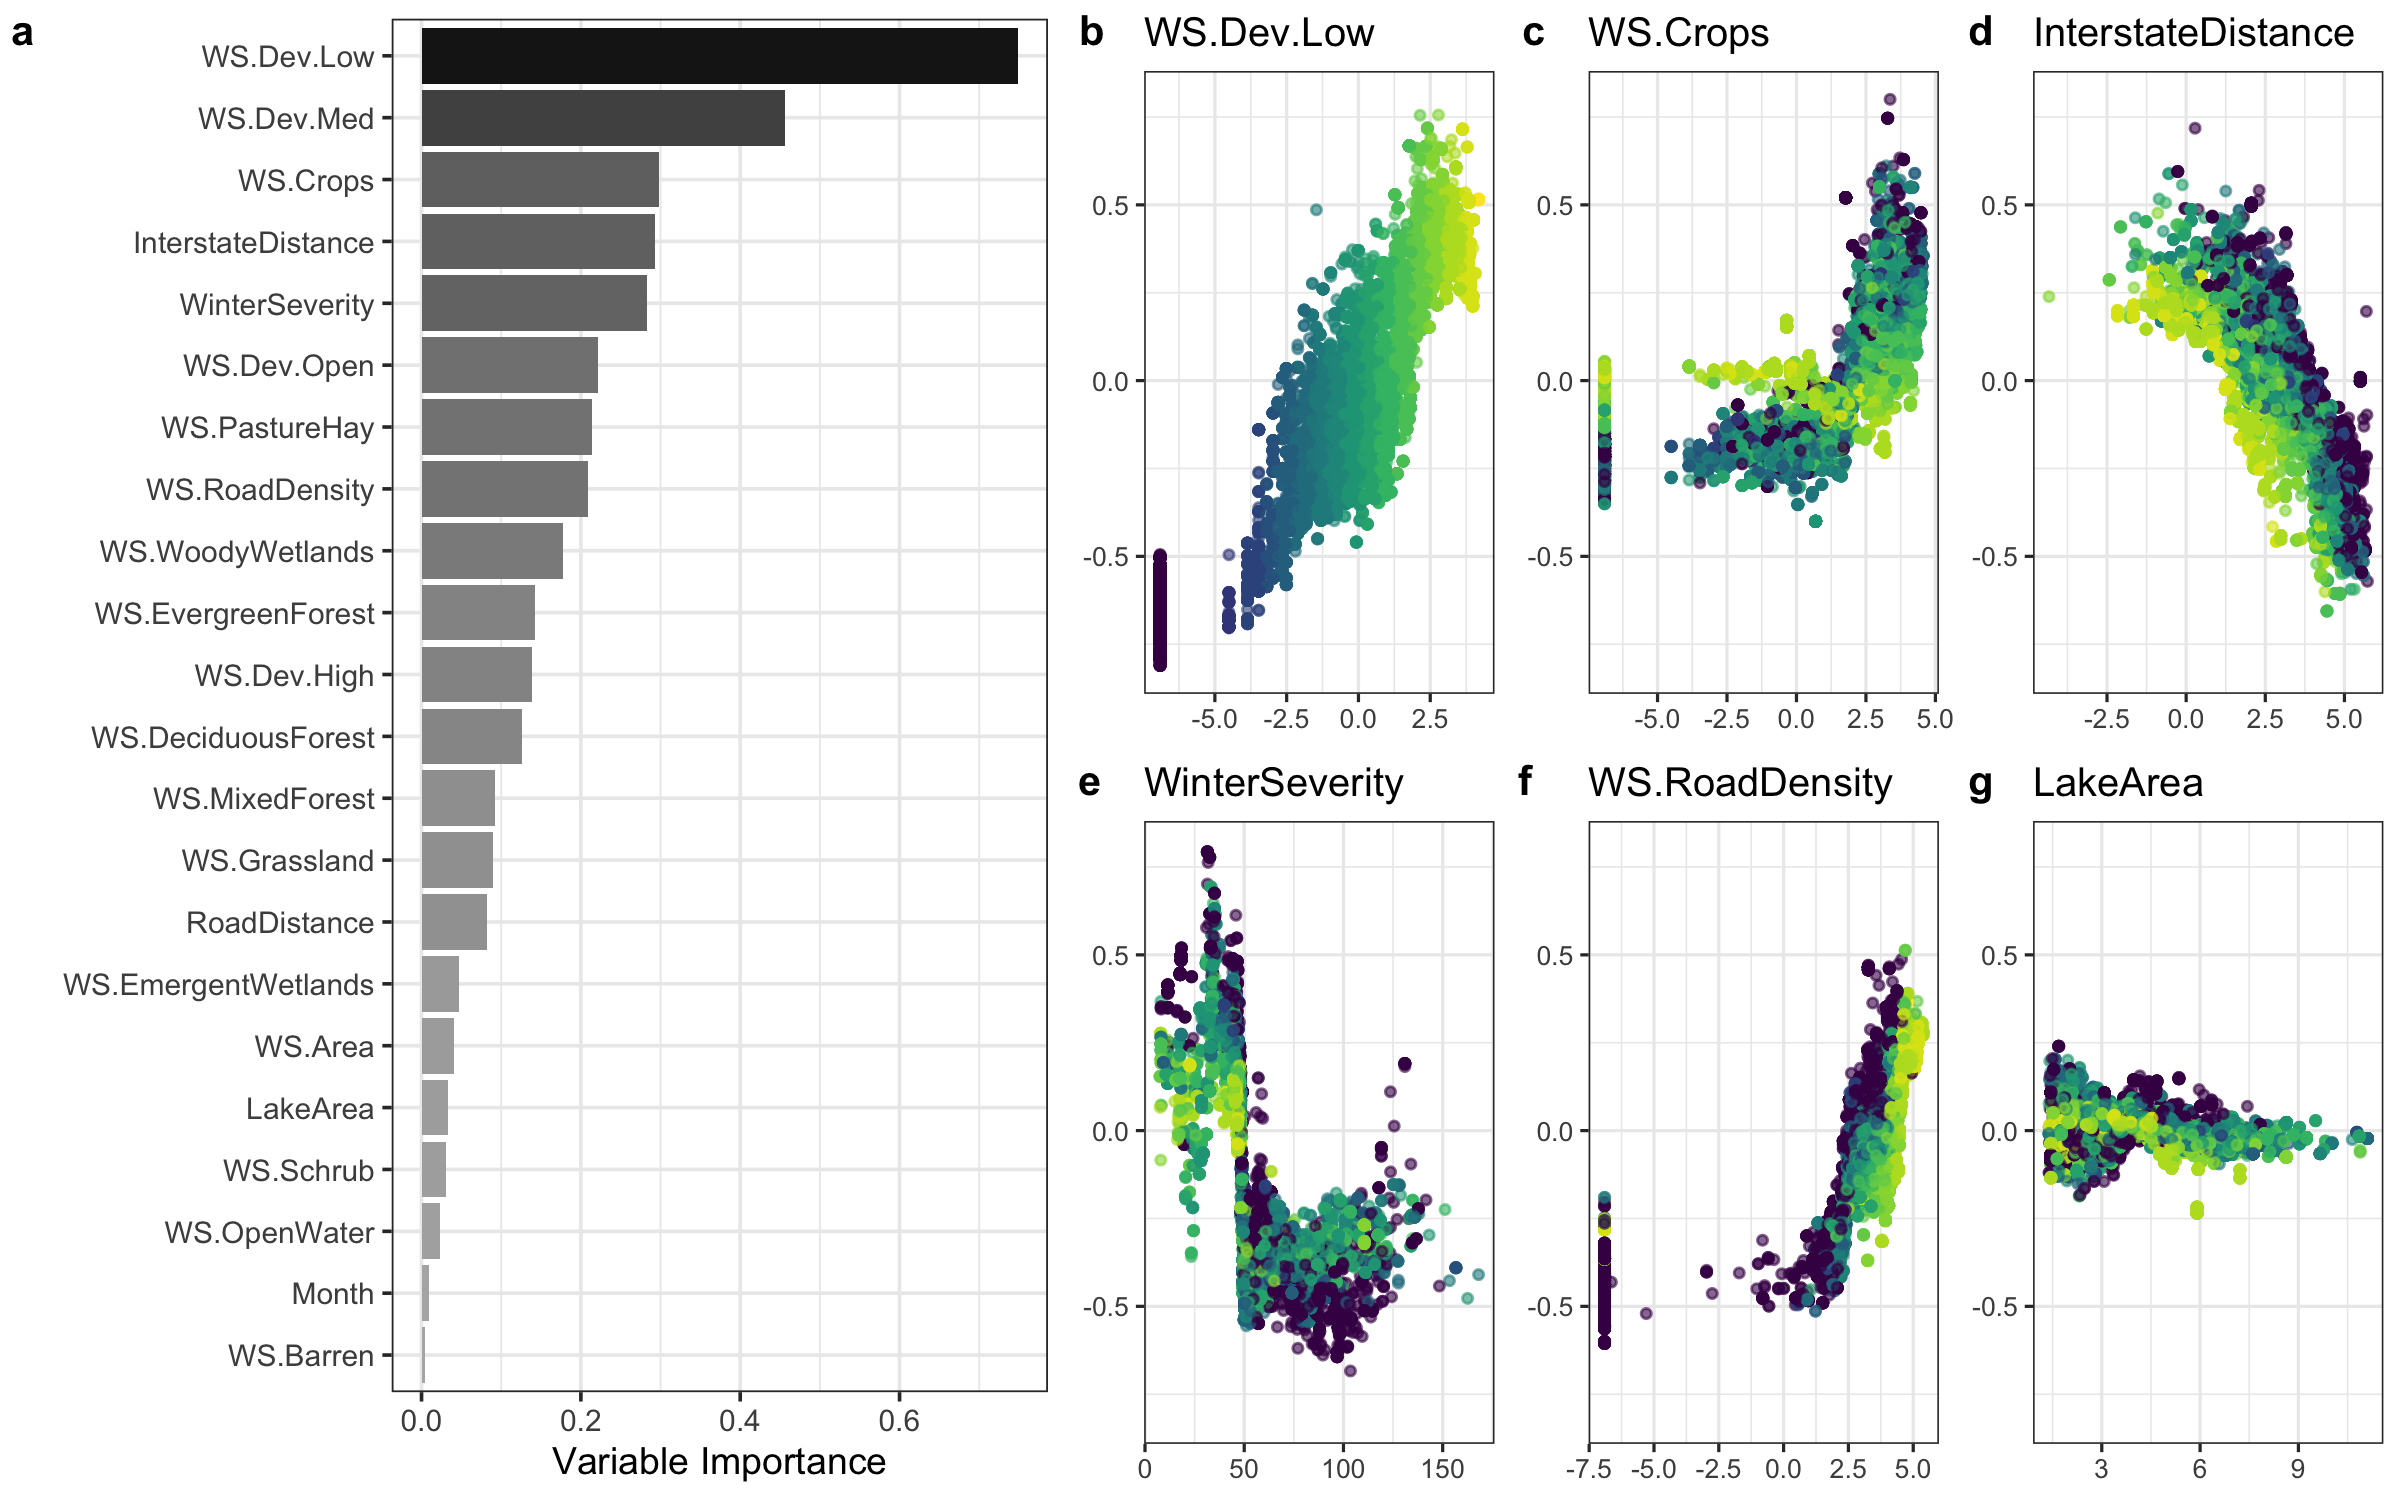 a
WS.Dev.Low
WS.Dev.Med
WS.Crops
InterstateDistance
WinterSeverity
WS.Dev.Open
WS.PastureHay
WS.RoadDensity
WS.WoodyWetlands
WS.EvergreenForest
WS.Dev.High
WS.DeciduousForest
WS.MixedForest
WS.Grassland
RoadDistance
WS.EmergentWetlands
WS.Area
LakeArea
WS.Schrub
WS.OpenWater
Month
WS.Barren
0.0 0.2 0.4 0.6
Variable Importance
b WS.Dev.Low
0.5
0.0
-0.5
-5.0 -2.5 0.0 2.5
c WS.Crops
0.5
0.0
-0.5
-5.0 -2.5 0.0 2.5 5.0
d InterstateDistance
0.5
0.0
-0.5
-2.5 0.0 2.5 5.0
e WinterSeverity
0.5
0.0
-0.5
0 50 100 150
f WS.RoadDensity
0.5
0.0
-0.5
-7.5 -5.0 -2.5 0.0 2.5 5.0
g LakeArea
0.5
0.0
-0.5
3 6 9